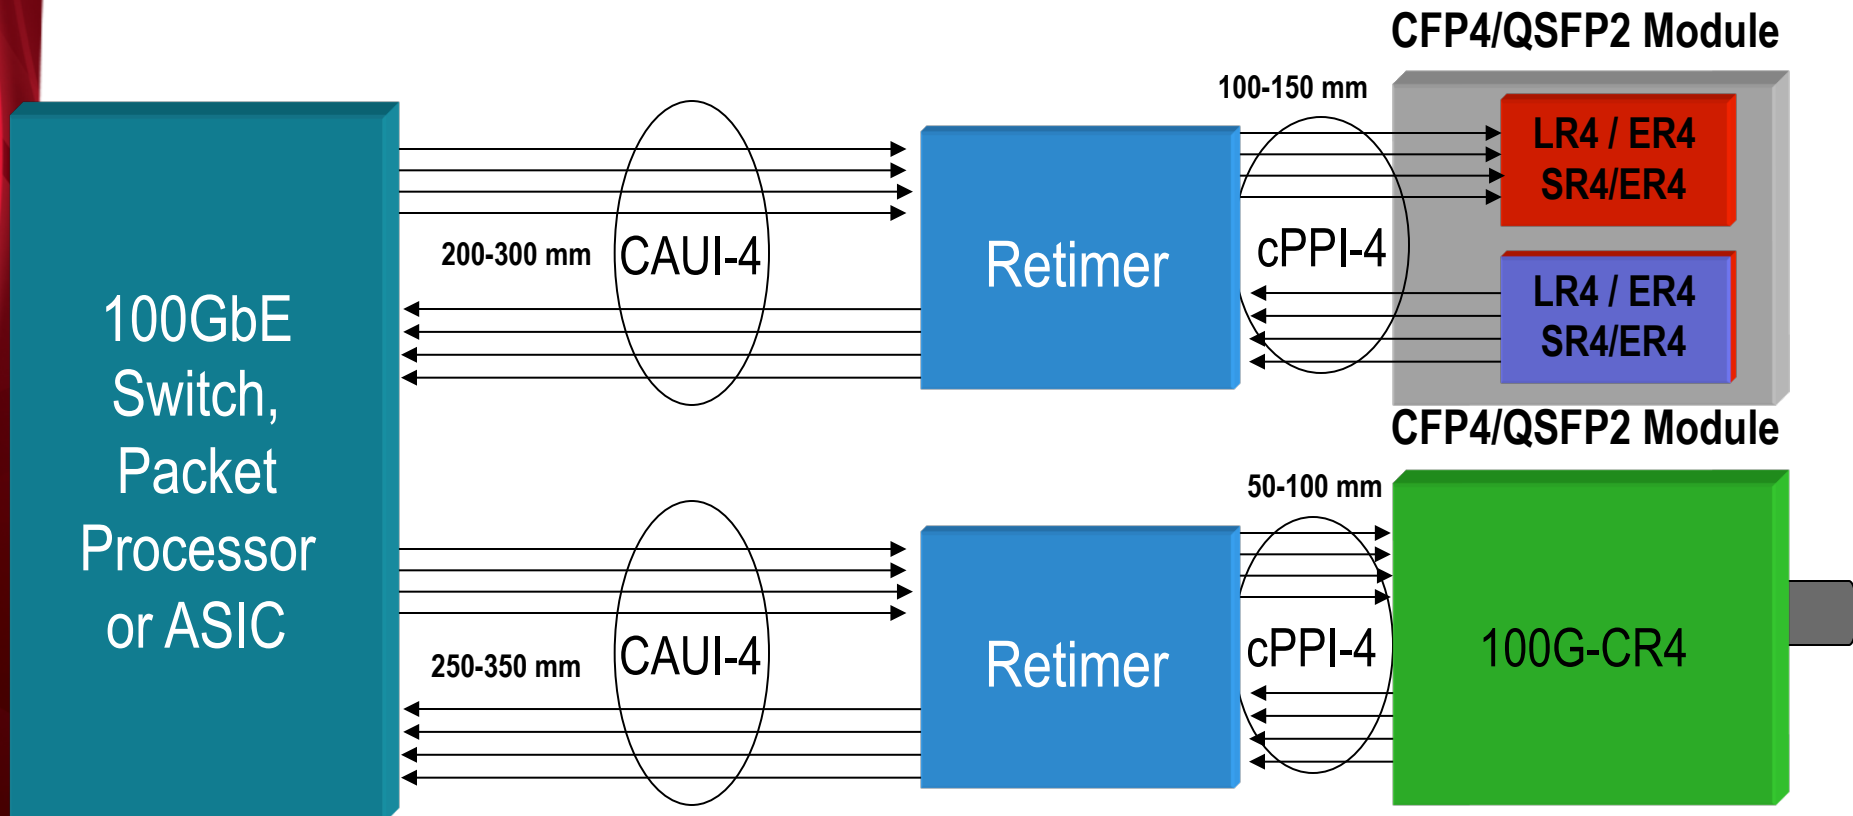 CFP4/QSFP2 Module
100-150 mm
LR4 / ER4
SR4/ER4
200-300 mm
CAUI-4
Retimer
cPPI-4
LR4 / ER4
SR4/ER4
100GbE
Switch,
Packet
Processor
or ASIC
CFP4/QSFP2 Module
50-100 mm
250-350 mm
CAUI-4
Retimer
cPPI-4
100G-CR4